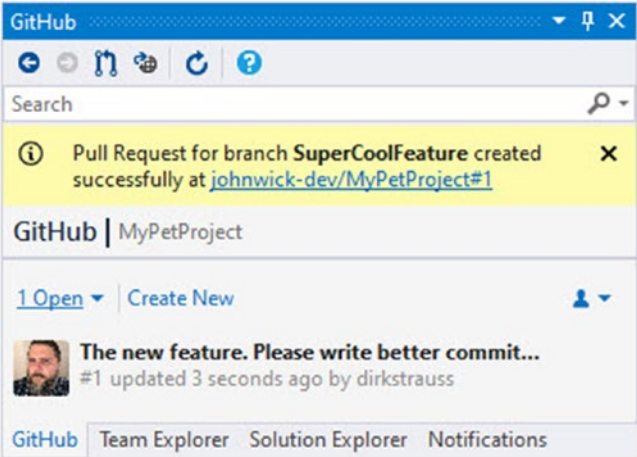 GitHub
Search
Pull Request for branch SuperCoolFeature created
successfully at johnwick-dev/MyPetProject#1
GitHub | MyPetProject
1 Open Create New
The new feature. Please write better commit...
#1 updated 3 seconds ago by dirkstrauss
GitHub Team Explorer Solution Explorer Notifications